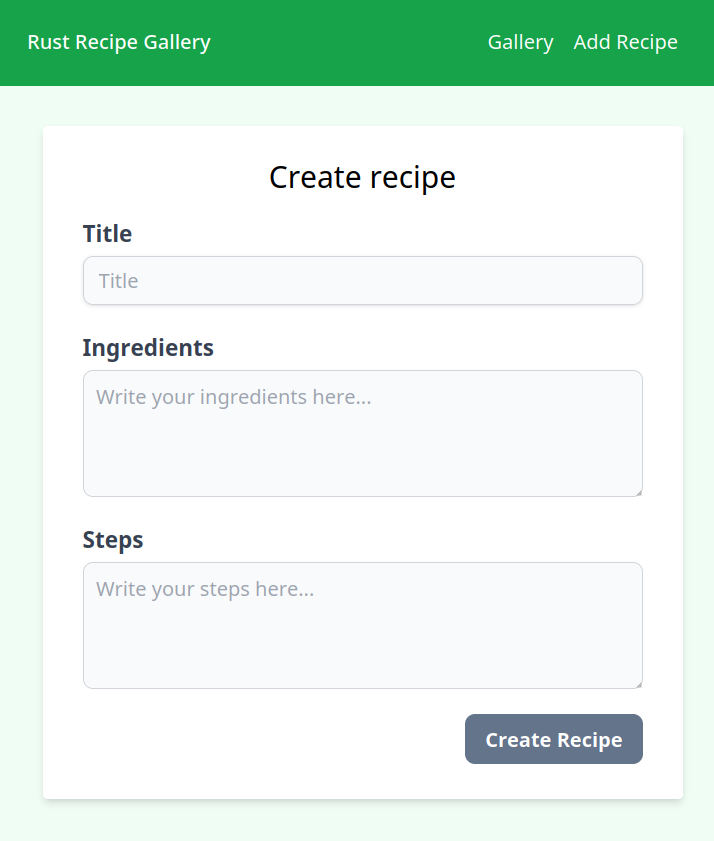 Rust Recipe Gallery
Gallery Add Recipe
Create recipe
Title
Title
Ingredients
Write your ingredients here...
Steps
Write your steps here...
Create Recipe